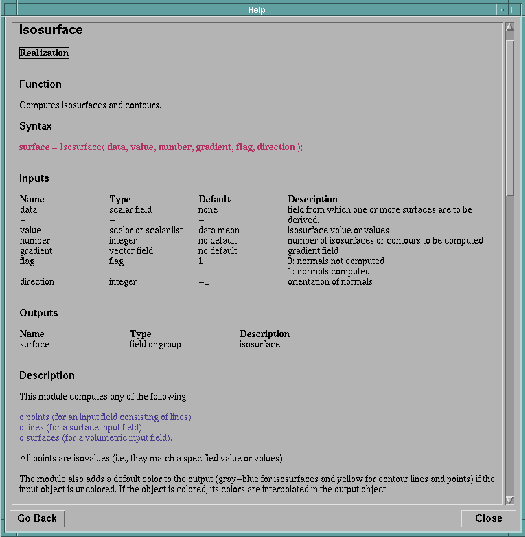 Help
Isosurface
Realization
Function
Computes isosurfaces and contours.
Syntax
surface = Isosurface( data, value, number, gradient, flag, direction );
Inputs
Name Type Default Description
data scalar field none field from which one or more surfaces are to be
derived.
value scalar or scalar list data mean isosurface value or values
number integer no default number of isosurfaces or contours to be computed
gradient vector field no default gradient field
flag flag 1 0: normals not computed
1: normals computed
direction integer −1 orientation of normals
Outputs
Name Type Description
surface field or group isosurface
Description
This module computes any of the following
o points (for an input field consisting of lines)
o lines (for a surface input field)
o surfaces (for a volumetric input field).
All points are isovalues (i.e., they match a specified value or values)
The module also adds a default color to the output (gray−blue for isosurfaces and yellow for contour lines and points) if the
input object is uncolored. If the object is colored, its colors are interpolated in the output object
Go Back Close